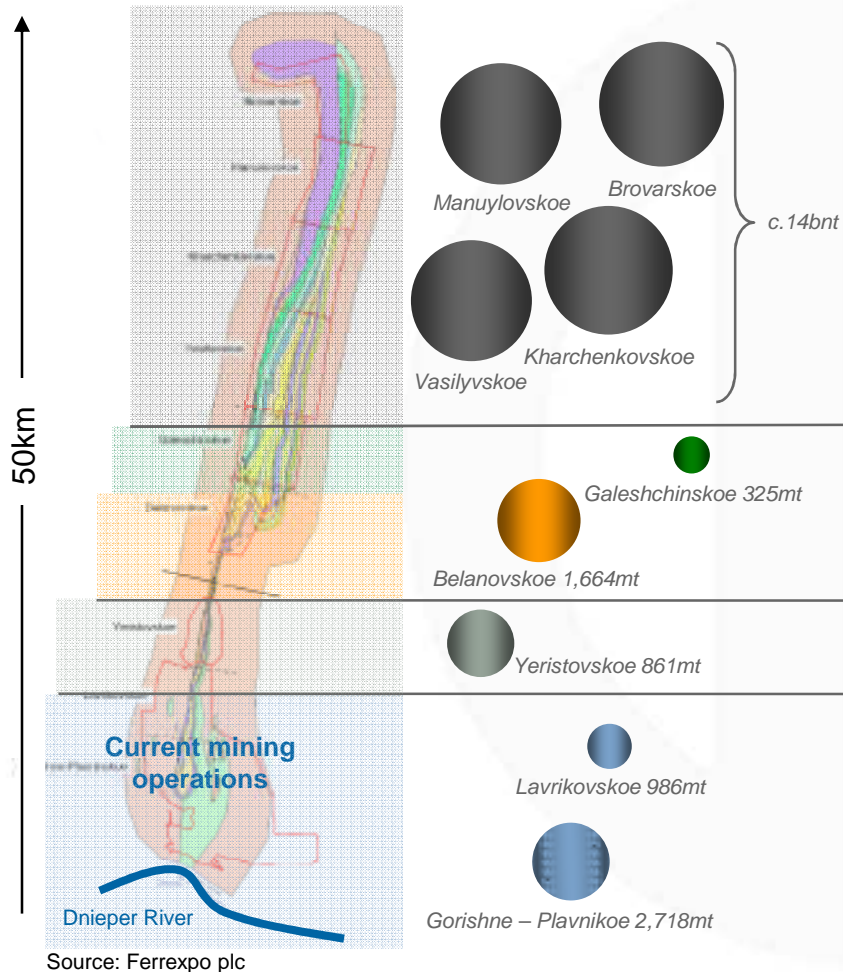 50km
Manuylovskoe
Brovarskoe
c.14bnt
Vasilyvskoe
Kharchenkovskoe
Galeshchinskoe 325mt
Belanovskoe 1,664mt
Yeristovskoe 861mt
Current mining
operations
Lavrikovskoe 986mt
Gorishne – Plavnikoe 2,718mt
Dnieper River
Source: Ferrexpo plc